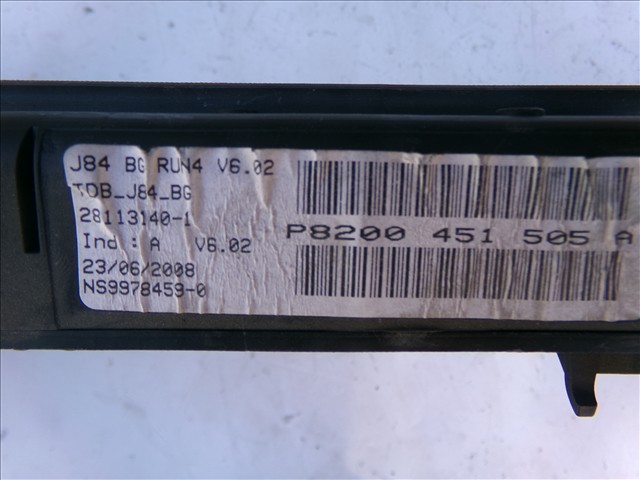 J84 BG RUN4 V6.02
TDB_J84_BG
28113140-1
Ind : A V6.02
23/06/2008
NS9978459-0
P8200 451 505 A